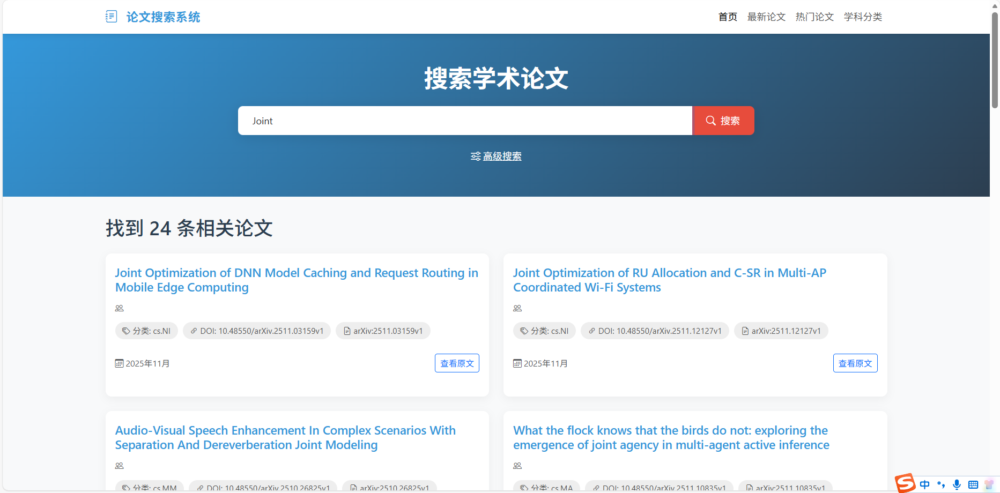 论文搜索系统
首页 最新论文 热门论文 学科分类
搜索学术论文
Joint 搜索
高级搜索
找到 24 条相关论文
Joint Optimization of DNN Model Caching and Request Routing in
Mobile Edge Computing
分类: cs.NI DOI: 10.48550/arXiv.2511.03159v1 arXiv:2511.03159v1
2025年11月 查看原文
Joint Optimization of RU Allocation and C-SR in Multi-AP
Coordinated Wi-Fi Systems
分类: cs.NI DOI: 10.48550/arXiv.2511.12127v1 arXiv:2511.12127v1
2025年11月 查看原文
Audio-Visual Speech Enhancement In Complex Scenarios With
Separation And Dereverberation Joint Modeling
分类: cs.MM DOI: 10.48550/arXiv.2510.26825v1 arXiv:2510.26825v1
What the flock knows that the birds do not: exploring the
emergence of joint agency in multi-agent active inference
分类: cs.MA DOI: 10.48550/arXiv.2511.10835v1 arXiv:2511.10835v1
中